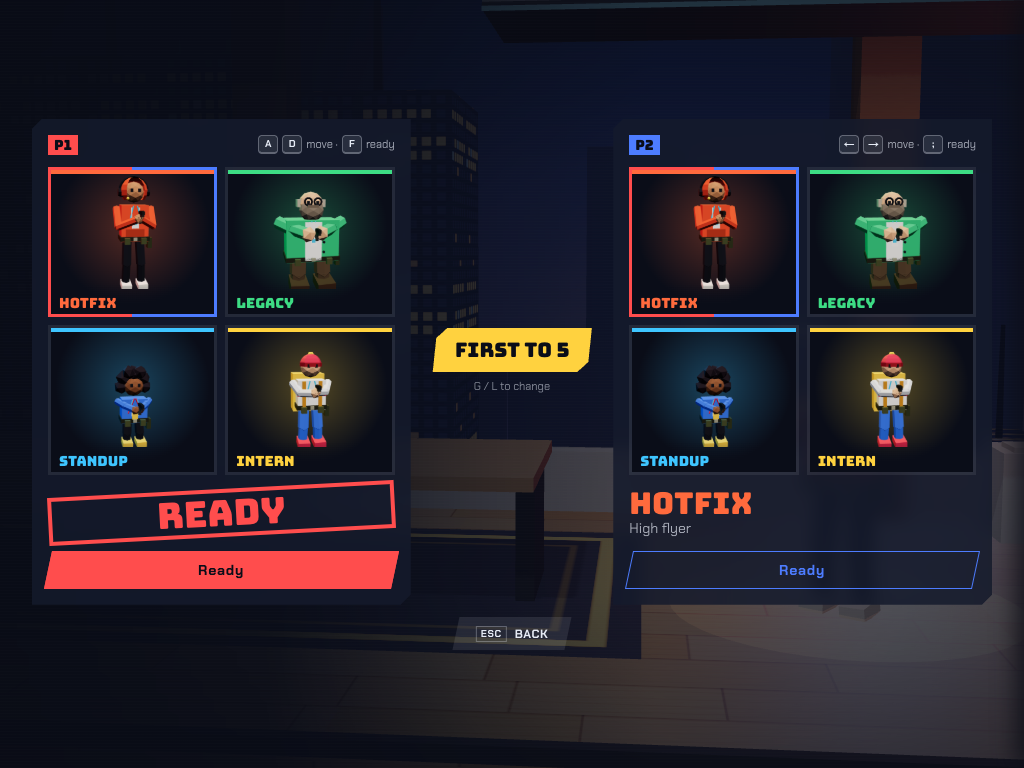 P1
A D move · F ready
HOTFIX
LEGACY
STANDUP
INTERN
READY
Ready
FIRST TO 5
G / L to change
P2
← → move · ; ready
HOTFIX
LEGACY
STANDUP
INTERN
HOTFIX
High flyer
Ready
ESC BACK